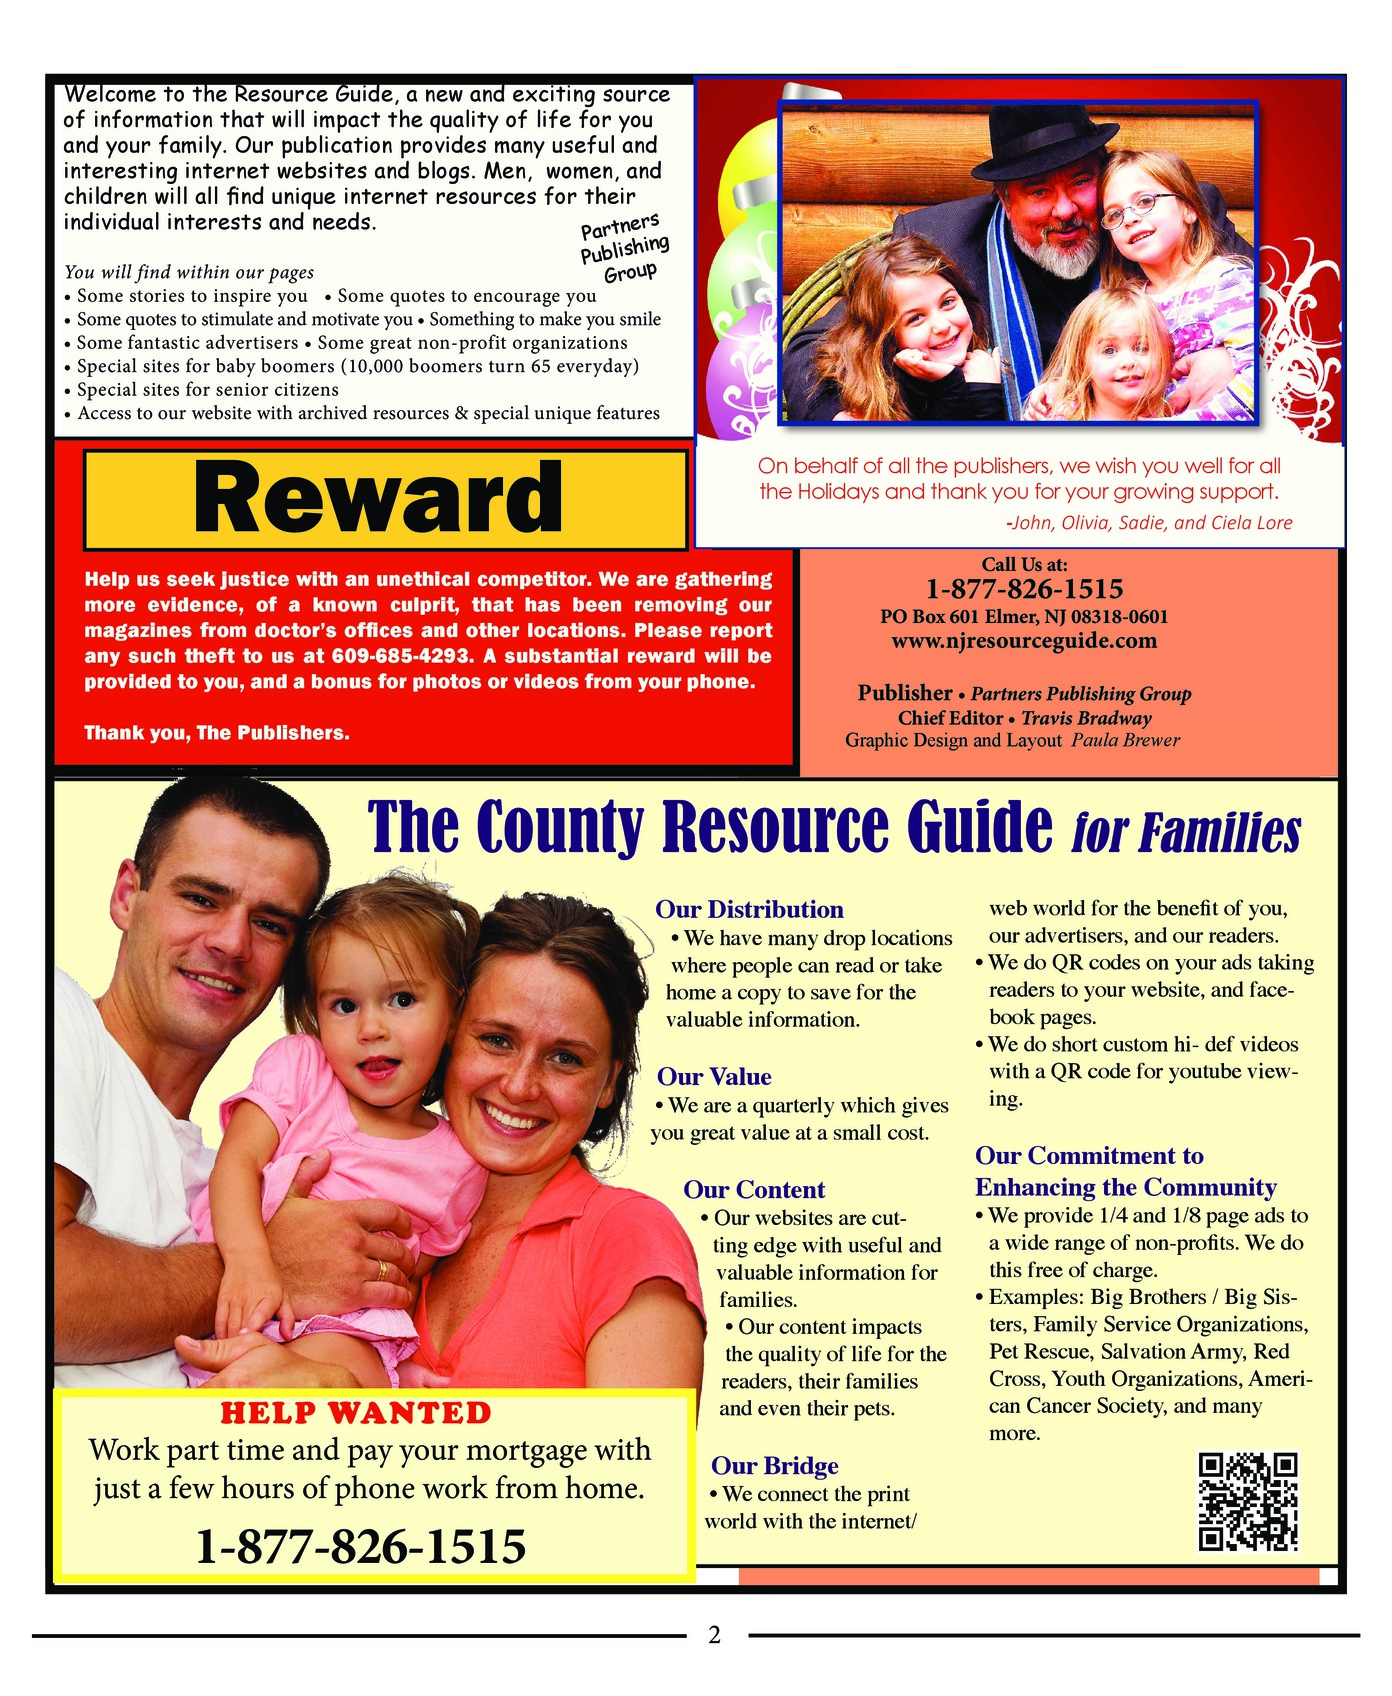 Welcome to the Resource Guide, a new and exciting source
of information that will impact the quality of life for you
and your family. Our publication provides many useful and
interesting internet websites and blogs. Men, women, and
children will all find unique internet resources for their
individual interests and needs.
Partners
Publishing
Group
You will find within our pages
• Some stories to inspire you • Some quotes to encourage you
• Some quotes to stimulate and motivate you • Something to make you smile
• Some fantastic advertisers • Some great non-profit organizations
• Special sites for baby boomers (10,000 boomers turn 65 everyday)
• Special sites for senior citizens
• Access to our website with archived resources & special unique features
On behalf of all the publishers, we wish you well for all
the Holidays and thank you for your growing support.
-John, Olivia, Sadie, and Ciela Lore
Reward
Help us seek justice with an unethical competitor. We are gathering
more evidence, of a known culprit, that has been removing our
magazines from doctor's offices and other locations. Please report
any such theft to us at 609-685-4293. A substantial reward will be
provided to you, and a bonus for photos or videos from your phone.
Thank you, The Publishers.
Call Us at:
1-877-826-1515
PO Box 601 Elmer, NJ 08318-0601
www.njresourceguide.com
Publisher • Partners Publishing Group
Chief Editor • Travis Bradway
Graphic Design and Layout Paula Brewer
The County Resource Guide for Families
Our Distribution
• We have many drop locations
where people can read or take
home a copy to save for the
valuable information.
Our Value
• We are a quarterly which gives
you great value at a small cost.
Our Content
• Our websites are cut-
ting edge with useful and
valuable information for
families.
• Our content impacts
the quality of life for the
readers, their families
and even their pets.
Our Bridge
• We connect the print
world with the internet/
web world for the benefit of you,
our advertisers, and our readers.
• We do QR codes on your ads taking
readers to your website, and face-
book pages.
• We do short custom hi- def videos
with a QR code for youtube view-
ing.
Our Commitment to
Enhancing the Community
• We provide 1/4 and 1/8 page ads to
a wide range of non-profits. We do
this free of charge.
• Examples: Big Brothers / Big Sis-
ters, Family Service Organizations,
Pet Rescue, Salvation Army, Red
Cross, Youth Organizations, Ameri-
can Cancer Society, and many
more.
HELP WANTED
Work part time and pay your mortgage with
just a few hours of phone work from home.
1-877-826-1515
2